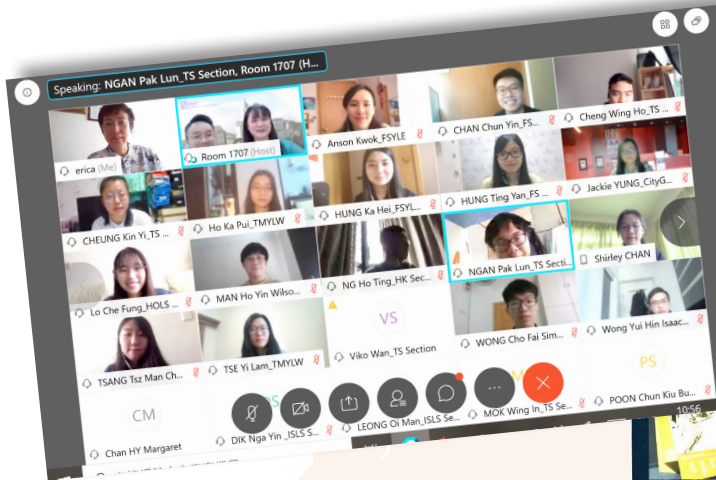 Speaking: NGAN Pak Lun_TS Section, Room 1707 (H...
erica (Me)
Room 1707 (Host)
Anson Kwok_FSYLE
CHAN Chun Yin_FS...
Cheng Wing Ho_TS ...
CHEUNG Kin Yi_TS ...
Ho Ka Pui_TMYLW
HUNG Ka Hei_FSYL...
HUNG Ting Yan_FS ...
Jackie YUNG_CityG...
Lo Che Fung_HOLS ...
MAN Ho Yin Wilso...
NG Ho Ting_HK Sec...
NGAN Pak Lun_TS Secti...
Shirley CHAN
TSANG Tsz Man Ch...
TSE Yi Lam_TMYLW
VS
Viko Wan_TS Section
WONG Cho Fai Sim...
Wong Yui Hin Isaac...
CM
Chan HY Margaret
DIK Nga Yin _ISLS S...
LEONG Oi Man_ISLS Se...
MOK Wing In_TS Se...
PS
POON Chun Kiu Bu...
10:56